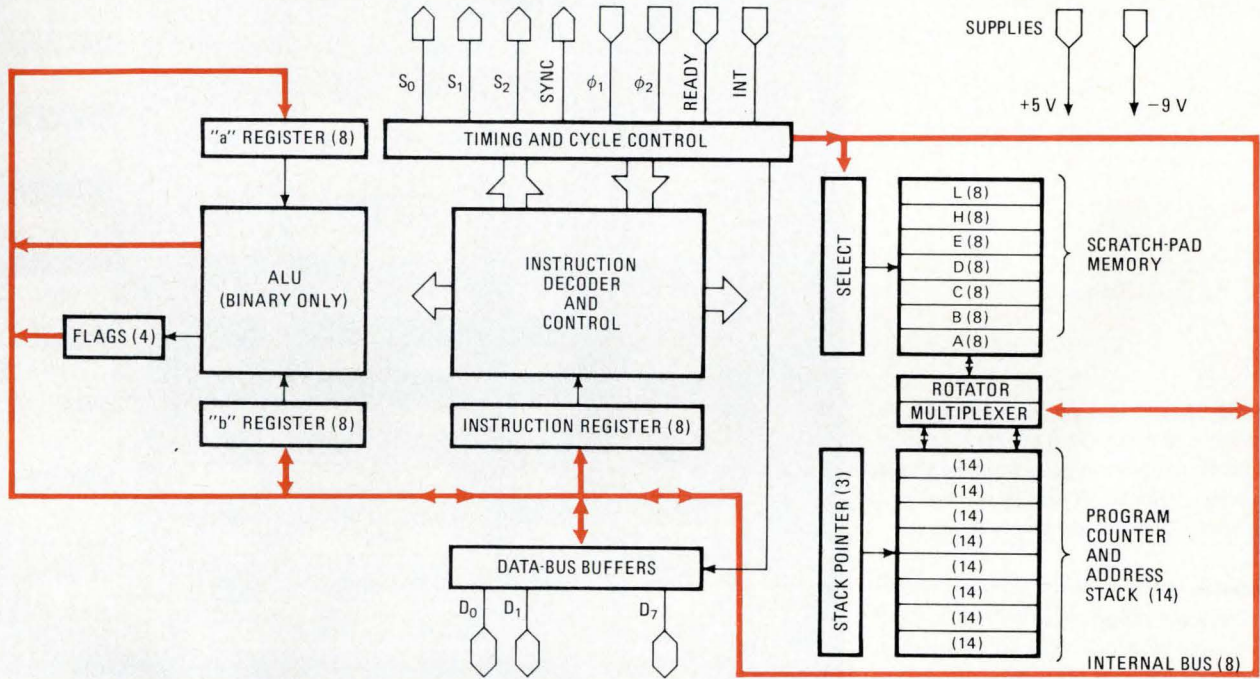 SUPPLIES
S0
S1
S2
SYNC
ϕ1
ϕ2
READY
INT
+5 V
−9 V
"a" REGISTER (8)
TIMING AND CYCLE CONTROL
ALU
(BINARY ONLY)
INSTRUCTION
DECODER
AND
CONTROL
SELECT
L (8)
H (8)
E (8)
D (8)
C (8)
B (8)
A (8)
SCRATCH-PAD
MEMORY
FLAGS (4)
ROTATOR
MULTIPLEXER
"b" REGISTER (8)
INSTRUCTION REGISTER (8)
STACK POINTER (3)
(14)
(14)
(14)
(14)
(14)
(14)
(14)
(14)
PROGRAM
COUNTER
AND
ADDRESS
STACK (14)
DATA-BUS BUFFERS
D0
D1
D7
INTERNAL BUS (8)